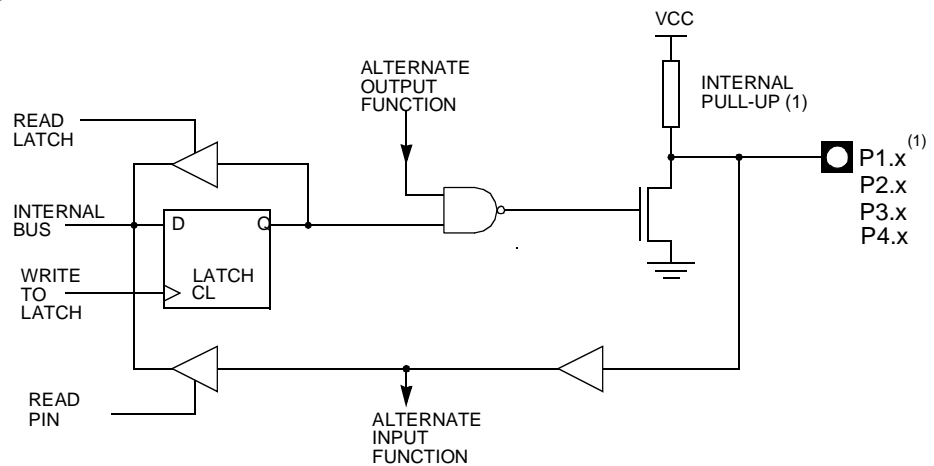 VCC
ALTERNATE
OUTPUT
FUNCTION
INTERNAL
PULL-UP (1)
READ
LATCH
P1.x (1)
P2.x
P3.x
P4.x
INTERNAL
BUS
D
Q
LATCH
CL
WRITE
TO
LATCH
READ
PIN
ALTERNATE
INPUT
FUNCTION